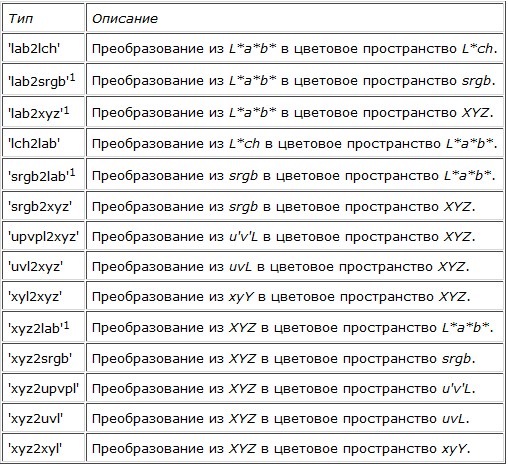 Тип Описание
'lab2lch' Преобразование из L*a*b* в цветовое пространство L*ch.
'lab2srgb'1 Преобразование из L*a*b* в цветовое пространство srgb.
'lab2xyz'1 Преобразование из L*a*b* в цветовое пространство XYZ.
'lch2lab' Преобразование из L*ch в цветовое пространство L*a*b*.
'srgb2lab'1 Преобразование из srgb в цветовое пространство L*a*b*.
'srgb2xyz' Преобразование из srgb в цветовое пространство XYZ.
'upvpl2xyz' Преобразование из u'v'L в цветовое пространство XYZ.
'uvl2xyz' Преобразование из uvL в цветовое пространство XYZ.
'xyl2xyz' Преобразование из xyY в цветовое пространство XYZ.
'xyz2lab'1 Преобразование из XYZ в цветовое пространство L*a*b*.
'xyz2srgb' Преобразование из XYZ в цветовое пространство srgb.
'xyz2upvpl' Преобразование из XYZ в цветовое пространство u'v'L.
'xyz2uvl' Преобразование из XYZ в цветовое пространство uvL.
'xyz2xyl' Преобразование из XYZ в цветовое пространство xyY.